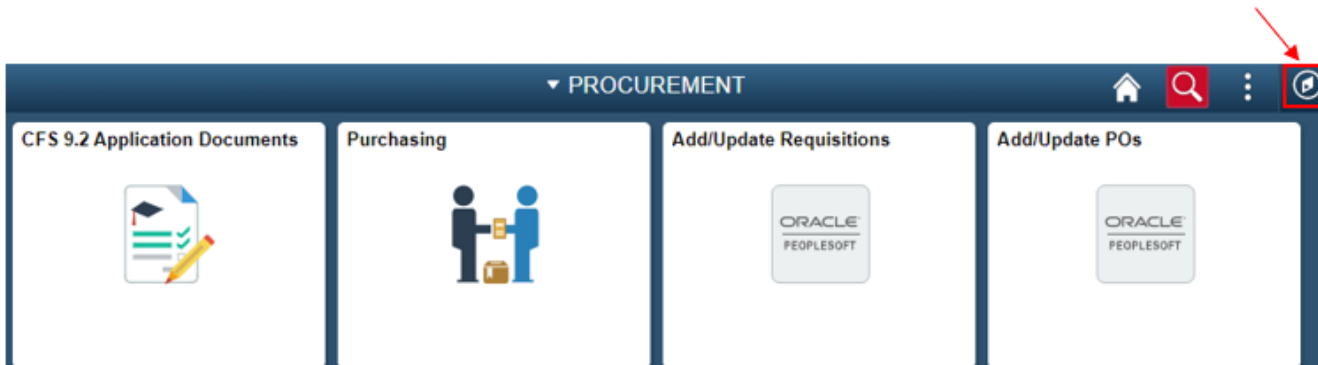 PROCUREMENT
CFS 9.2 Application Documents
Purchasing
Add/Update Requisitions
Add/Update POs
ORACLE
PEOPLESOFT
ORACLE
PEOPLESOFT